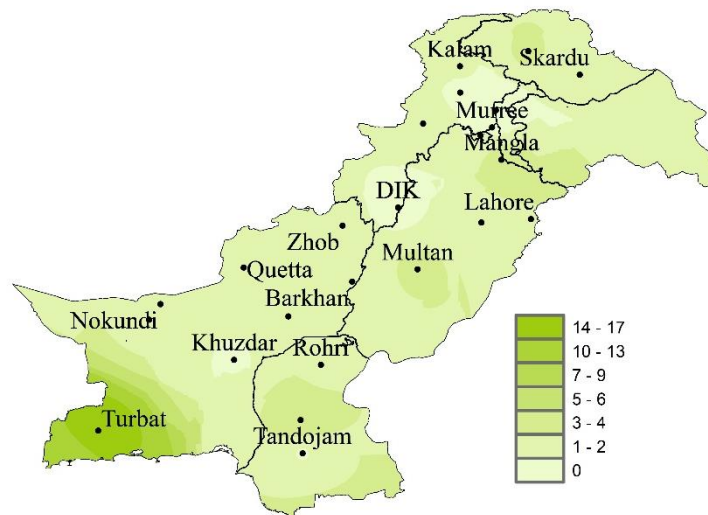 Kalam
Skardu
Murree
Mangla
DIK
Lahore
Zhob
Multan
Quetta
Barkhan
Nokundi
Khuzdar
Rohri
Turbat
Tandojam
14 - 17
10 - 13
7 - 9
5 - 6
3 - 4
1 - 2
0